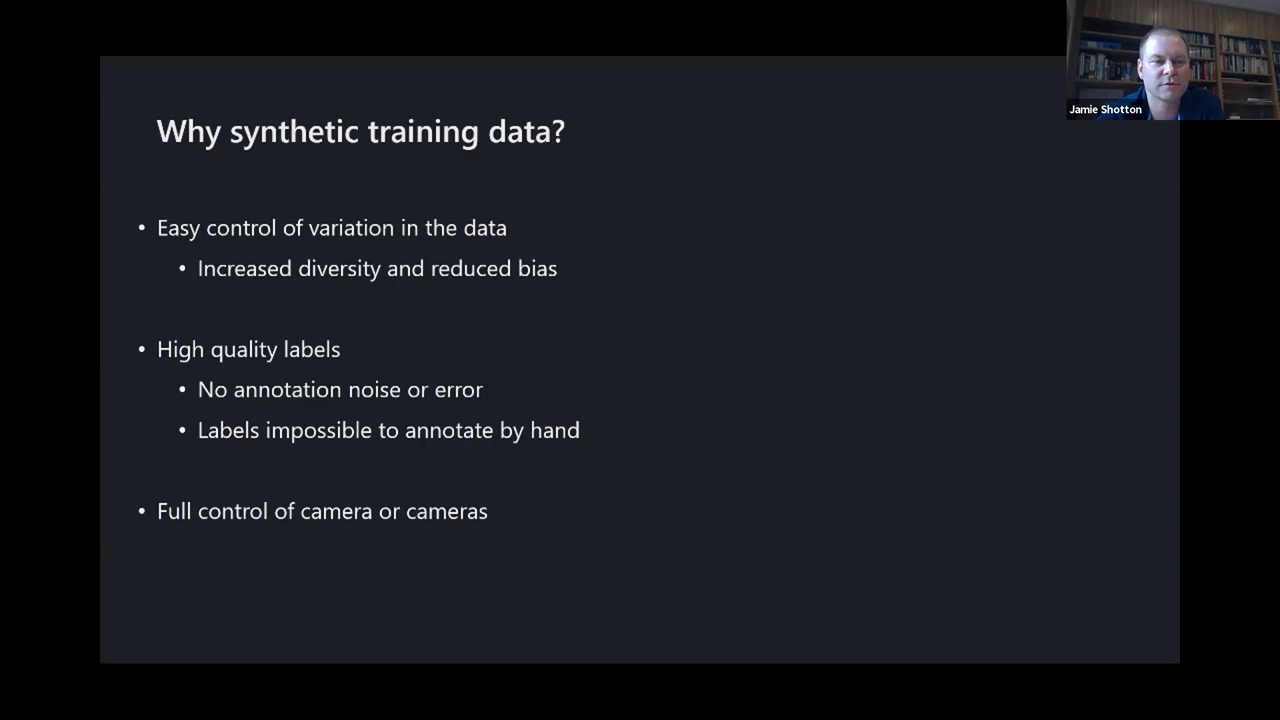 Jamie Shotton
Why synthetic training data?
• Easy control of variation in the data
• Increased diversity and reduced bias
• High quality labels
• No annotation noise or error
• Labels impossible to annotate by hand
• Full control of camera or cameras